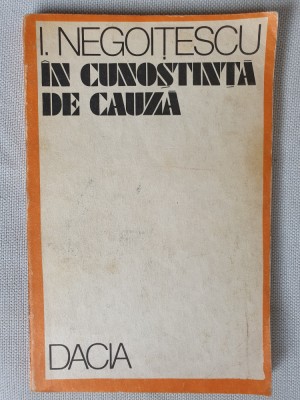 I. NEGOIȚESCU
ÎN CUNOȘTINȚĂ
DE CAUZĂ
DACIA